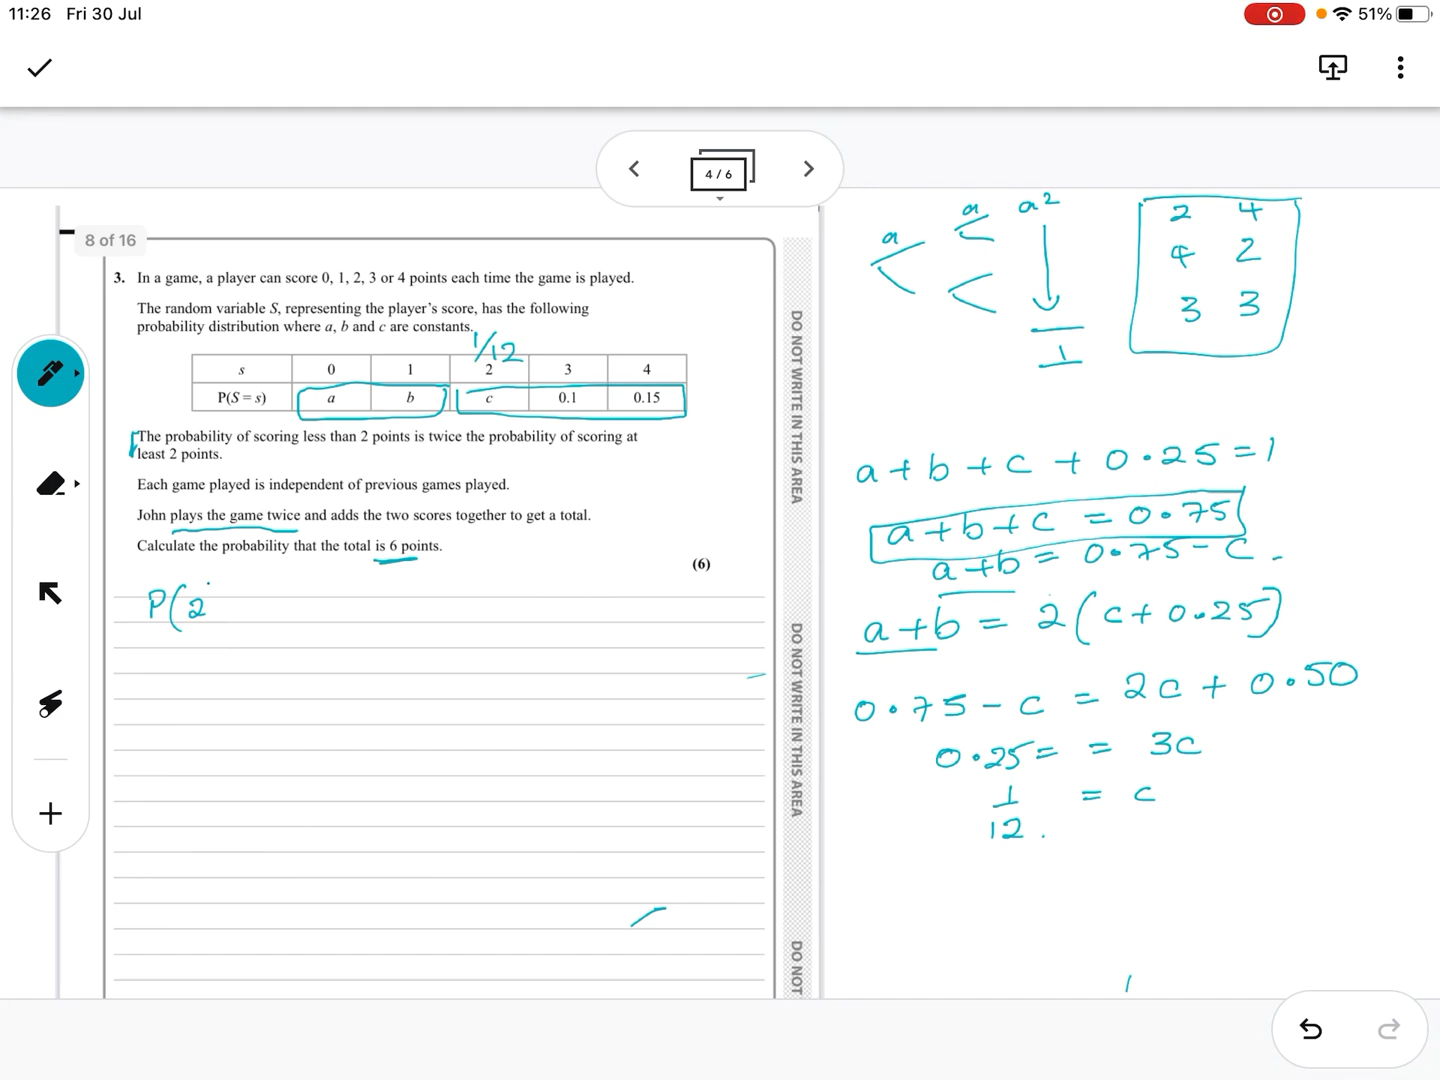 11:26 Fri 30 Jul
51%
4 / 6
8 of 16
3. In a game, a player can score 0, 1, 2, 3 or 4 points each time the game is played.
The random variable S, representing the player's score, has the following
probability distribution where a, b and c are constants.
1/12
s 0 1 2 3 4
P(S = s) a b c 0.1 0.15
The probability of scoring less than 2 points is twice the probability of scoring at
least 2 points.
Each game played is independent of previous games played.
John plays the game twice and adds the two scores together to get a total.
Calculate the probability that the total is 6 points.
(6)
P(2
DO NOT WRITE IN THIS AREA
DO NOT WRITE IN THIS AREA
DO NOT
a a a2
1
2 4
4 2
3 3
a + b + c + 0.25 = 1
a + b + c = 0.75
a + b = 0.75 - c .
a + b = 2(c + 0.25)
0.75 - c = 2c + 0.50
0.25 = = 3c
1 = c
12 .